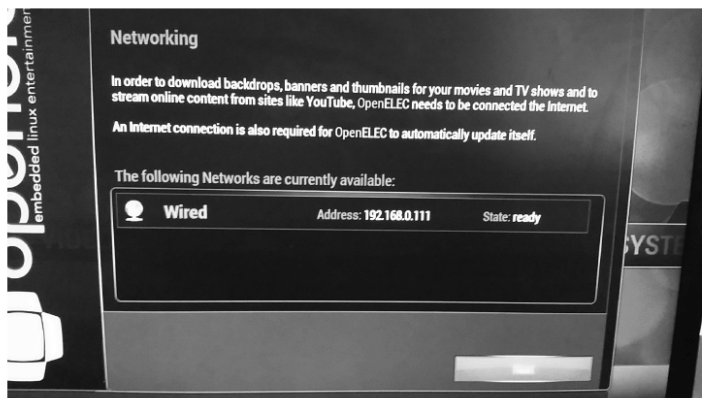 Networking
In order to download backdrops, banners and thumbnails for your movies and TV shows and to
stream online content from sites like YouTube, OpenELEC needs to be connected the Internet.
An Internet connection is also required for OpenELEC to automatically update itself.
The following Networks are currently available:
Wired Address: 192.168.0.111 State: ready
embedded linux entertainment
SYSTE